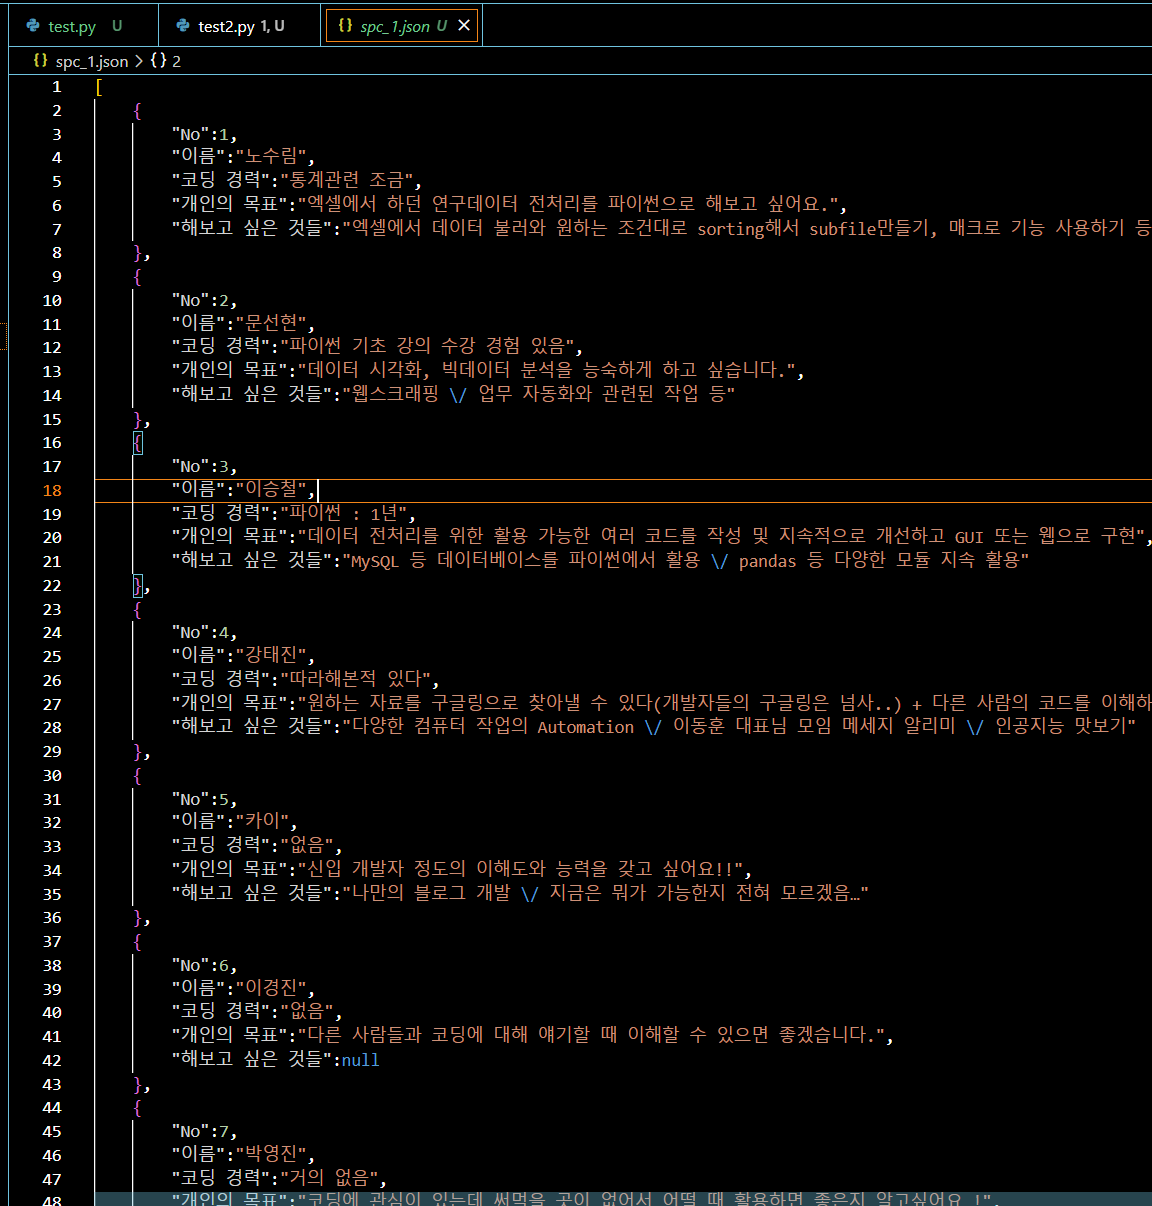 test.py U test2.py 1, U {} spc_1.json U ×
{} spc_1.json > {} 2
1 [
2 {
3 "No":1,
4 "이름":"노수림",
5 "코딩 경력":"통계관련 조금",
6 "개인의 목표":"엑셀에서 하던 연구데이터 전처리를 파이썬으로 해보고 싶어요.",
7 "해보고 싶은 것들":"엑셀에서 데이터 불러와 원하는 조건대로 sorting해서 subfile만들기, 매크로 기능 사용하기 등
8 },
9 {
10 "No":2,
11 "이름":"문선현",
12 "코딩 경력":"파이썬 기초 강의 수강 경험 있음",
13 "개인의 목표":"데이터 시각화, 빅데이터 분석을 능숙하게 하고 싶습니다.",
14 "해보고 싶은 것들":"웹스크래핑 \/ 업무 자동화와 관련된 작업 등"
15 },
16 {
17 "No":3,
18 "이름":"이승철",
19 "코딩 경력":"파이썬 : 1년",
20 "개인의 목표":"데이터 전처리를 위한 활용 가능한 여러 코드를 작성 및 지속적으로 개선하고 GUI 또는 웹으로 구현",
21 "해보고 싶은 것들":"MySQL 등 데이터베이스를 파이썬에서 활용 \/ pandas 등 다양한 모듈 지속 활용"
22 },
23 {
24 "No":4,
25 "이름":"강태진",
26 "코딩 경력":"따라해본적 있다",
27 "개인의 목표":"원하는 자료를 구글링으로 찾아낼 수 있다(개발자들의 구글링은 넘사..) + 다른 사람의 코드를 이해하
28 "해보고 싶은 것들":"다양한 컴퓨터 작업의 Automation \/ 이동훈 대표님 모임 메세지 알리미 \/ 인공지능 맛보기"
29 },
30 {
31 "No":5,
32 "이름":"카이",
33 "코딩 경력":"없음",
34 "개인의 목표":"신입 개발자 정도의 이해도와 능력을 갖고 싶어요!!",
35 "해보고 싶은 것들":"나만의 블로그 개발 \/ 지금은 뭐가 가능한지 전혀 모르겠음…"
36 },
37 {
38 "No":6,
39 "이름":"이경진",
40 "코딩 경력":"없음",
41 "개인의 목표":"다른 사람들과 코딩에 대해 얘기할 때 이해할 수 있으면 좋겠습니다.",
42 "해보고 싶은 것들":null
43 },
44 {
45 "No":7,
46 "이름":"박영진",
47 "코딩 경력":"거의 없음",
48 "개인의 목표":"코딩에 관심이 있는데 써먹을 곳이 없어서 어떨 때 활용하면 좋은지 알고싶어요 !",